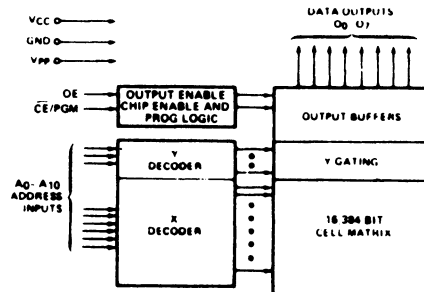 VCC
GND
VPP
OE
CE/PGM
A0- A10
ADDRESS
INPUTS
OUTPUT ENABLE
CHIP ENABLE AND
PROG LOGIC
Y
DECODER
X
DECODER
DATA OUTPUTS
O0 O7
OUTPUT BUFFERS
Y GATING
16 384 BIT
CELL MATRIX